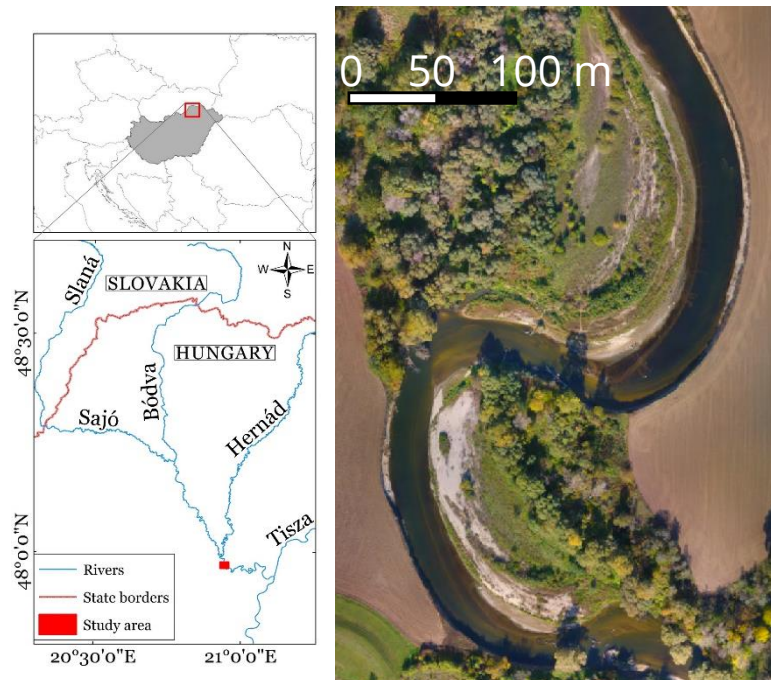 0 50 100 m
N
W E
S
Slaná
SLOVAKIA
HUNGARY
Bódva
Sajó
Hernád
Tisza
48°30'0"N
48°0'0"N
Rivers
State borders
Study area
20°30'0"E
21°0'0"E